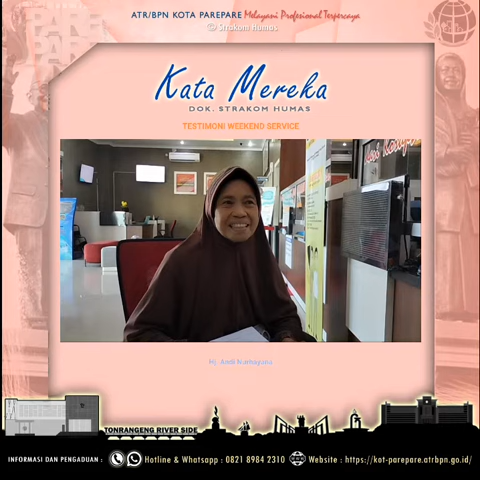 ATR/BPN KOTA PAREPARE Melayani Profesional Terpercaya
Strakom Humas
Kata Mereka
DOK. STRAKOM HUMAS
TESTIMONI WEEKEND SERVICE
Hj. Andi Nurhayana
TONRANGENG RIVER SIDE
INFORMASI DAN PENGADUAN : Hotline & Whatsapp : 0821 8984 2310 Website : https://kot-parepare.atrbpn.go.id/